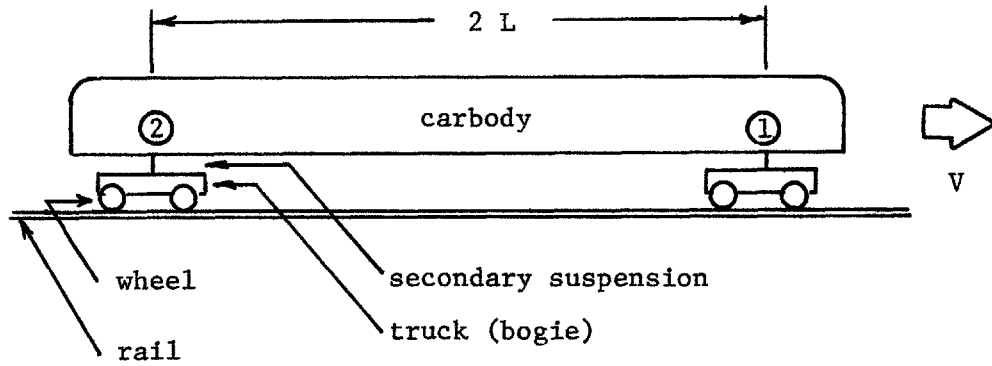 2 L
carbody
2
1
V
wheel
secondary suspension
truck (bogie)
rail